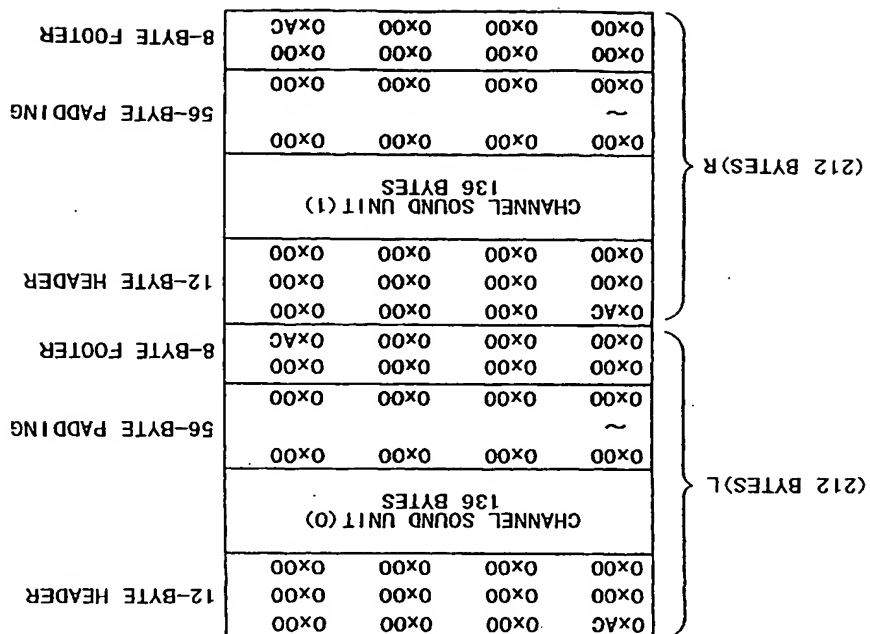 0xAC 0x00 0x00 0x00
0x00 0x00 0x00 0x00 12-BYTE HEADER
0x00 0x00 0x00 0x00
CHANNEL SOUND UNIT(0)
136 BYTES
(212 BYTES)L
0x00 0x00 0x00 0x00
~ 56-BYTE PADDING
0x00 0x00 0x00 0x00
0x00 0x00 0x00 0x00
0x00 0x00 0x00 0xAC 8-BYTE FOOTER
0xAC 0x00 0x00 0x00
0x00 0x00 0x00 0x00 12-BYTE HEADER
0x00 0x00 0x00 0x00
CHANNEL SOUND UNIT(1)
136 BYTES
(212 BYTES)R
0x00 0x00 0x00 0x00
~ 56-BYTE PADDING
0x00 0x00 0x00 0x00
0x00 0x00 0x00 0x00
0x00 0x00 0x00 0xAC 8-BYTE FOOTER